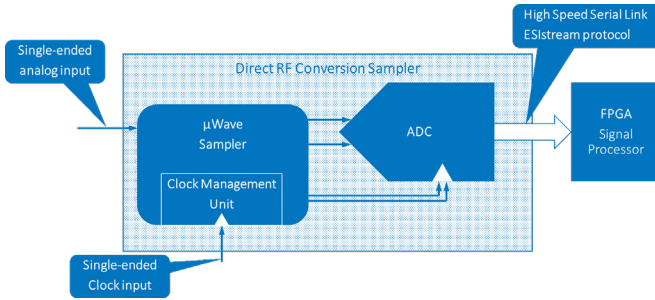 High Speed Serial Link
ESIstream protocol
Single-ended
analog input
Direct RF Conversion Sampler
µWave
Sampler
ADC
FPGA
Signal
Processor
Clock Management
Unit
Single-ended
Clock input